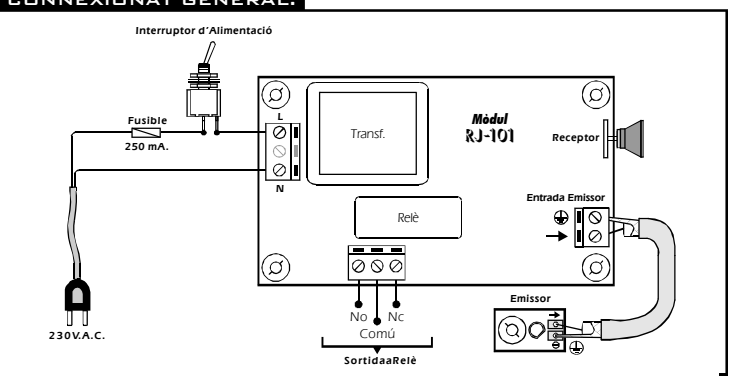 CONNEXIONAT GENERAL.
Interruptor d'Alimentació
Fusible
250 mA.
L
N
Transf.
Mòdul
RJ-101
Receptor
Entrada Emissor
Relè
No
Nc
Comú
SortidaaRelè
Emissor
230V.A.C.